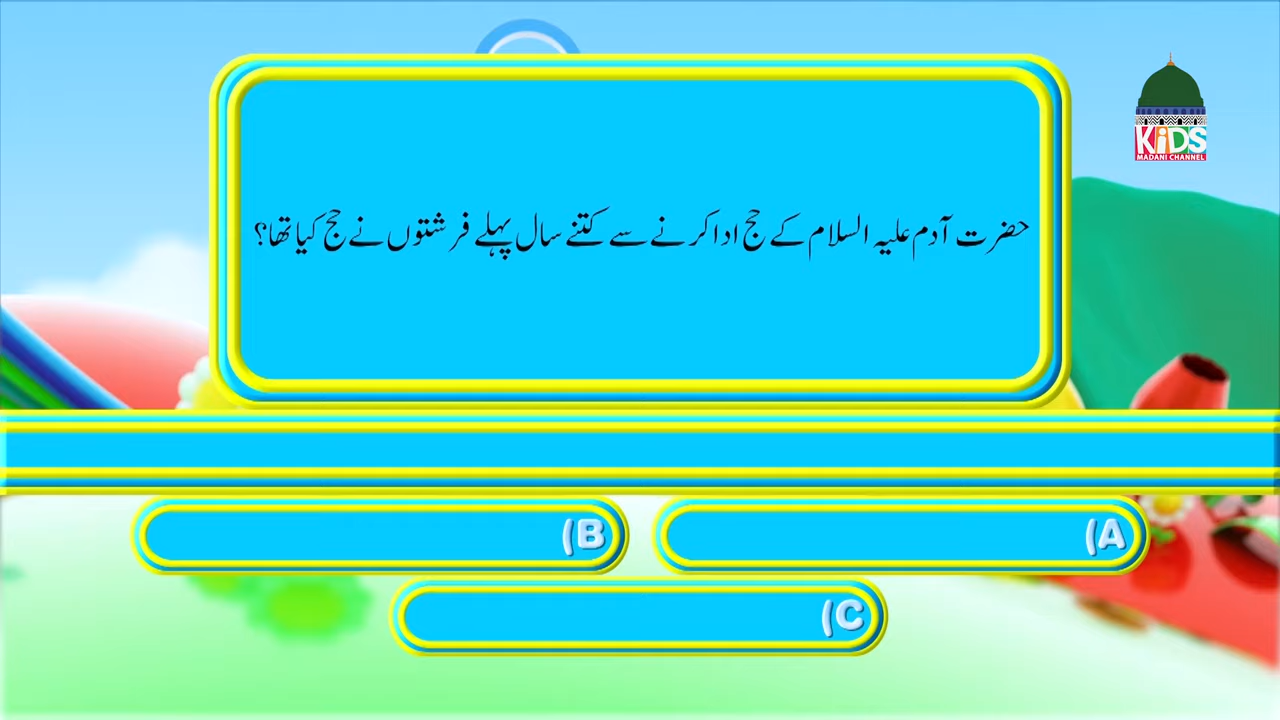 حضرت آدم علیہ السلام کے حج ادا کرنے سے کتنے سال پہلے فرشتوں نے حج کیا تھا؟
A)
B)
C)
KiDS
MADANI CHANNEL